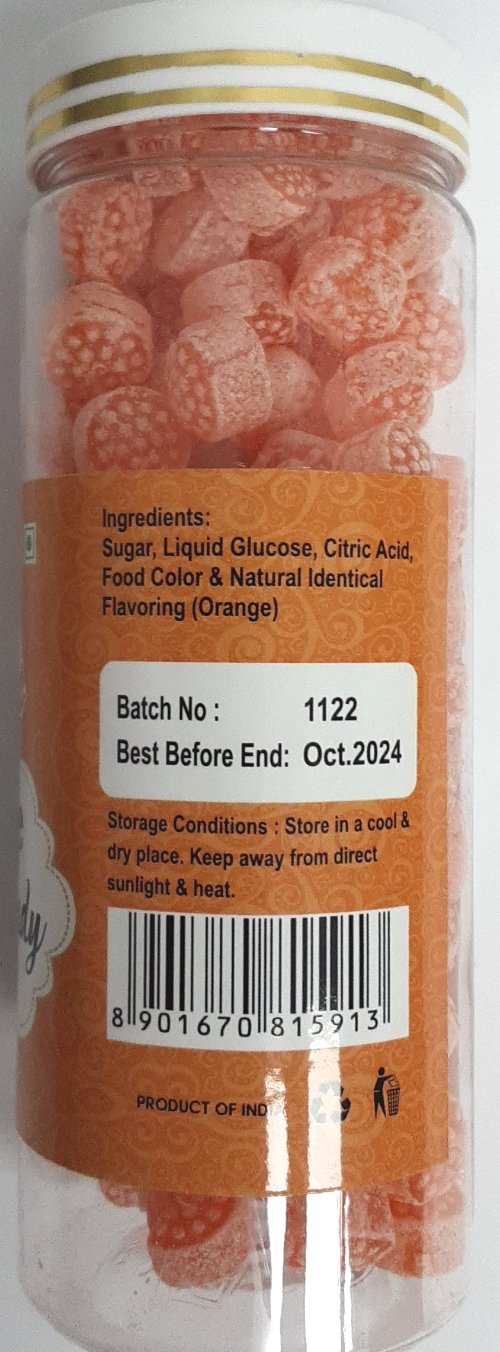 Ingredients:
Sugar, Liquid Glucose, Citric Acid,
Food Color & Natural Identical
Flavoring (Orange)
Batch No : 1122
Best Before End: Oct.2024
Storage Conditions : Store in a cool &
dry place. Keep away from direct
sunlight & heat.
8 901670 815913
PRODUCT OF INDIA
dy